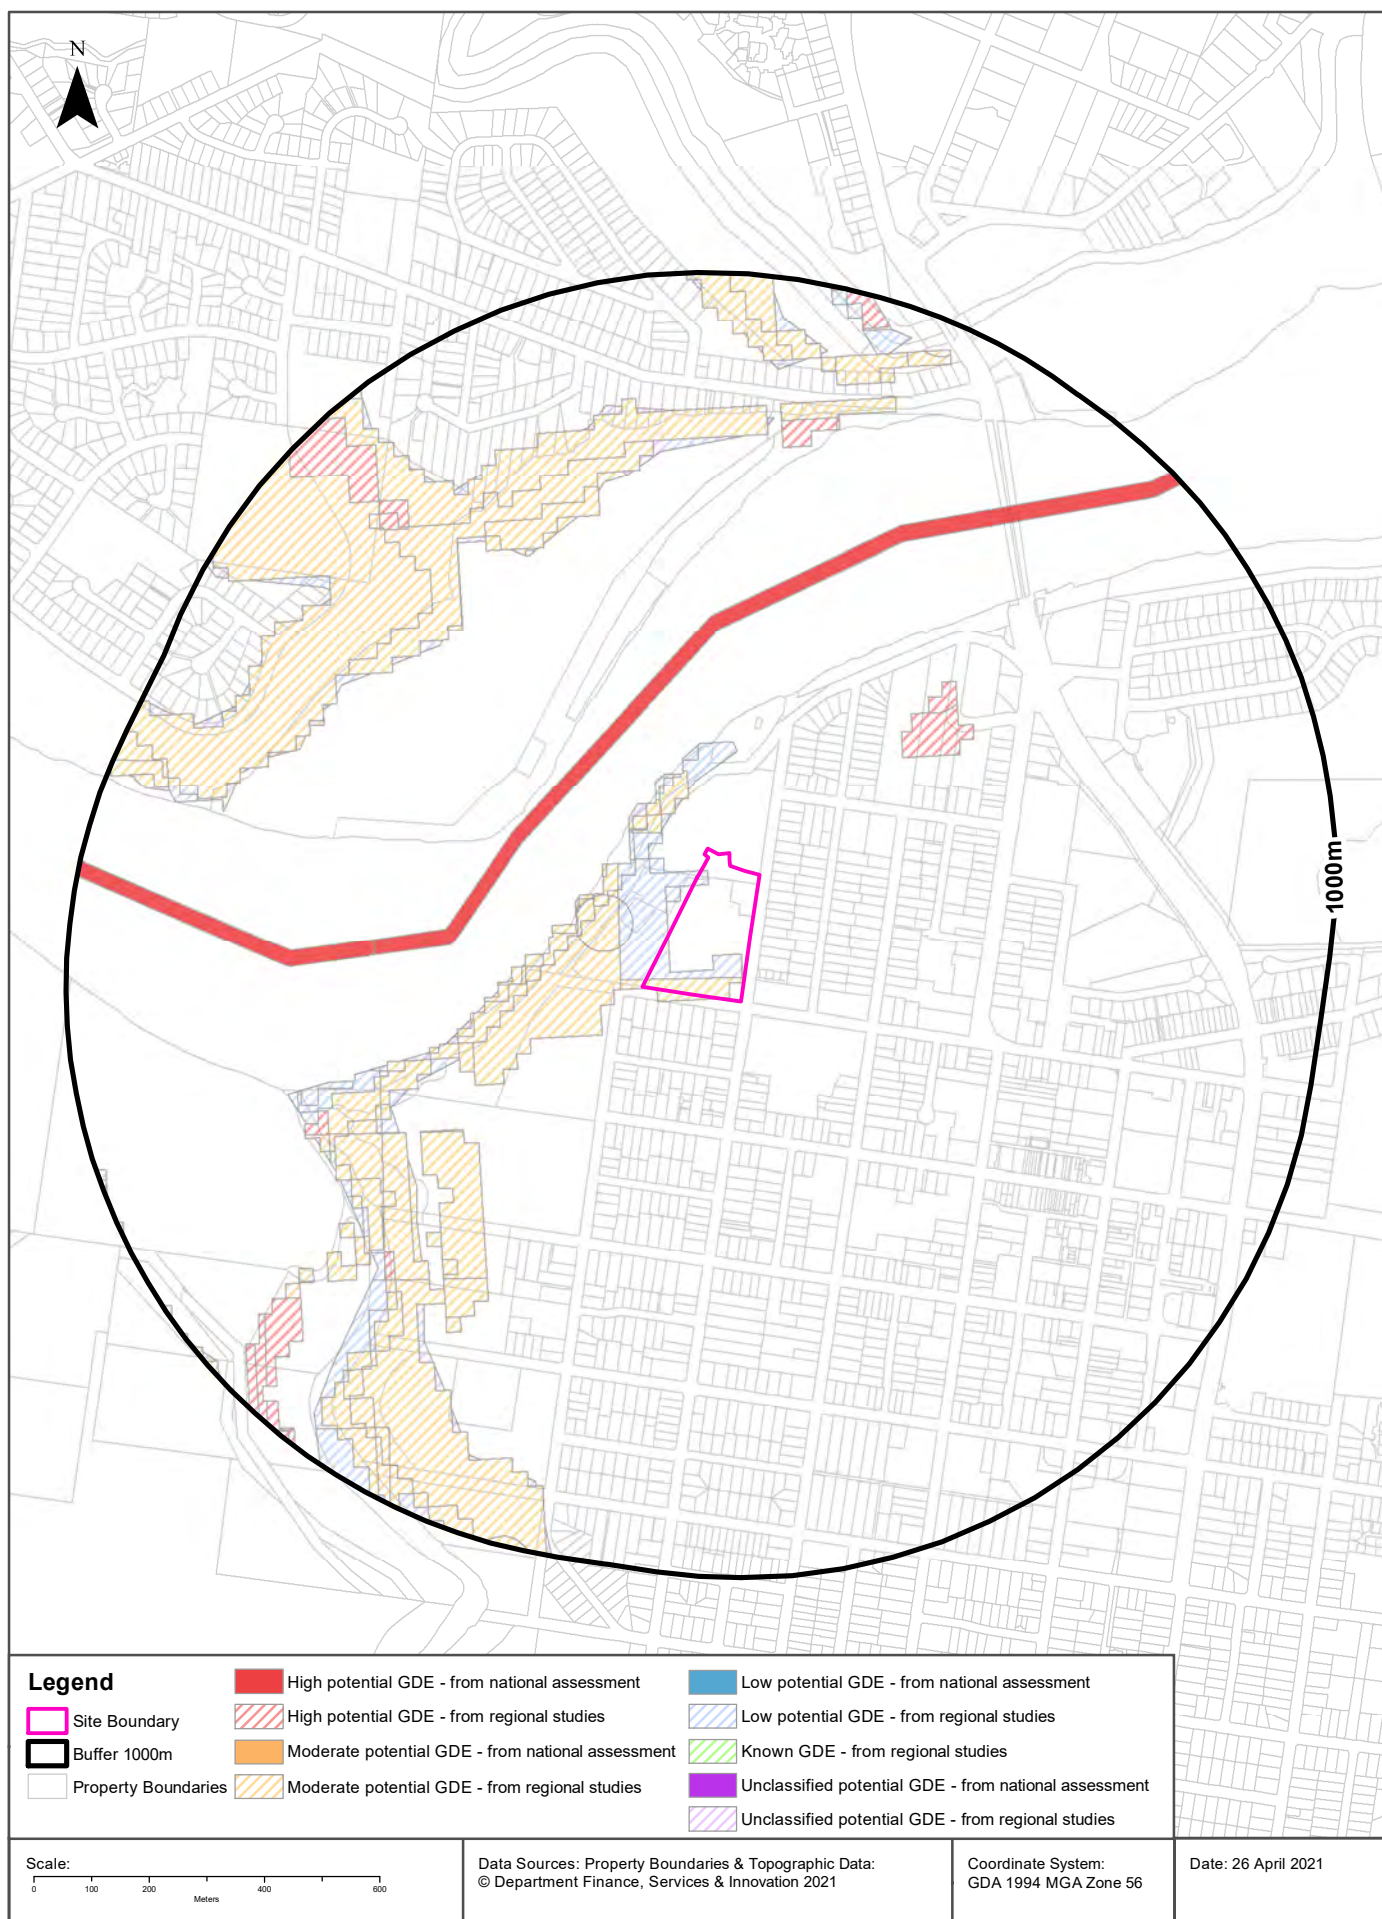 N
1000m
Legend
Site Boundary
Buffer 1000m
Property Boundaries
High potential GDE - from national assessment
High potential GDE - from regional studies
Moderate potential GDE - from national assessment
Moderate potential GDE - from regional studies
Low potential GDE - from national assessment
Low potential GDE - from regional studies
Known GDE - from regional studies
Unclassified potential GDE - from national assessment
Unclassified potential GDE - from regional studies
Scale:
0 100 200 400 600
Meters
Data Sources: Property Boundaries & Topographic Data:
© Department Finance, Services & Innovation 2021
Coordinate System:
GDA 1994 MGA Zone 56
Date: 26 April 2021